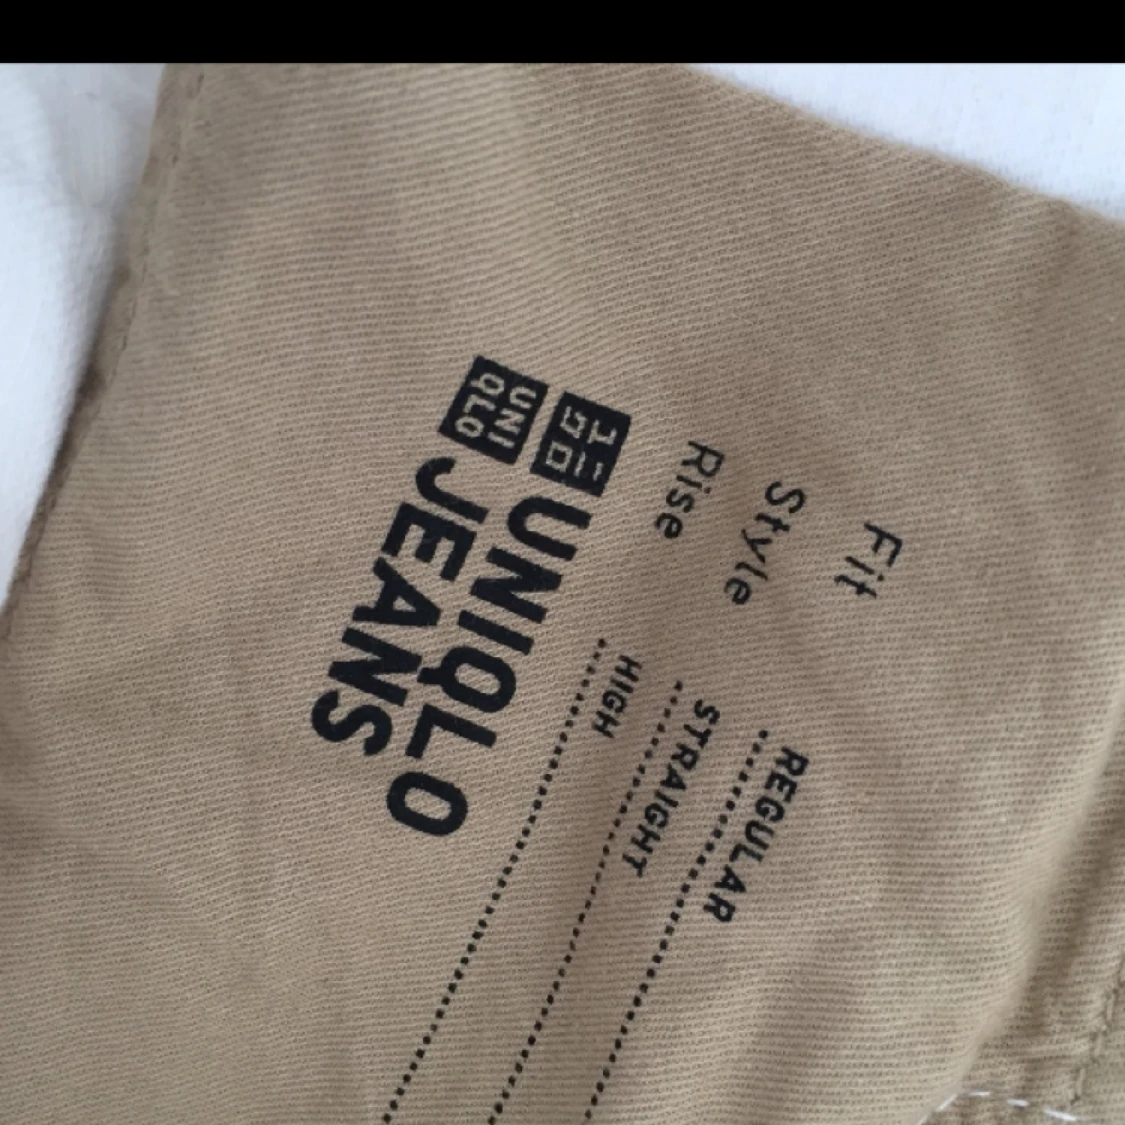 Fit REGULAR
Style STRAIGHT
Rise HIGH
ユニ
クロ
UNIQLO
UNI
QLO
JEANS